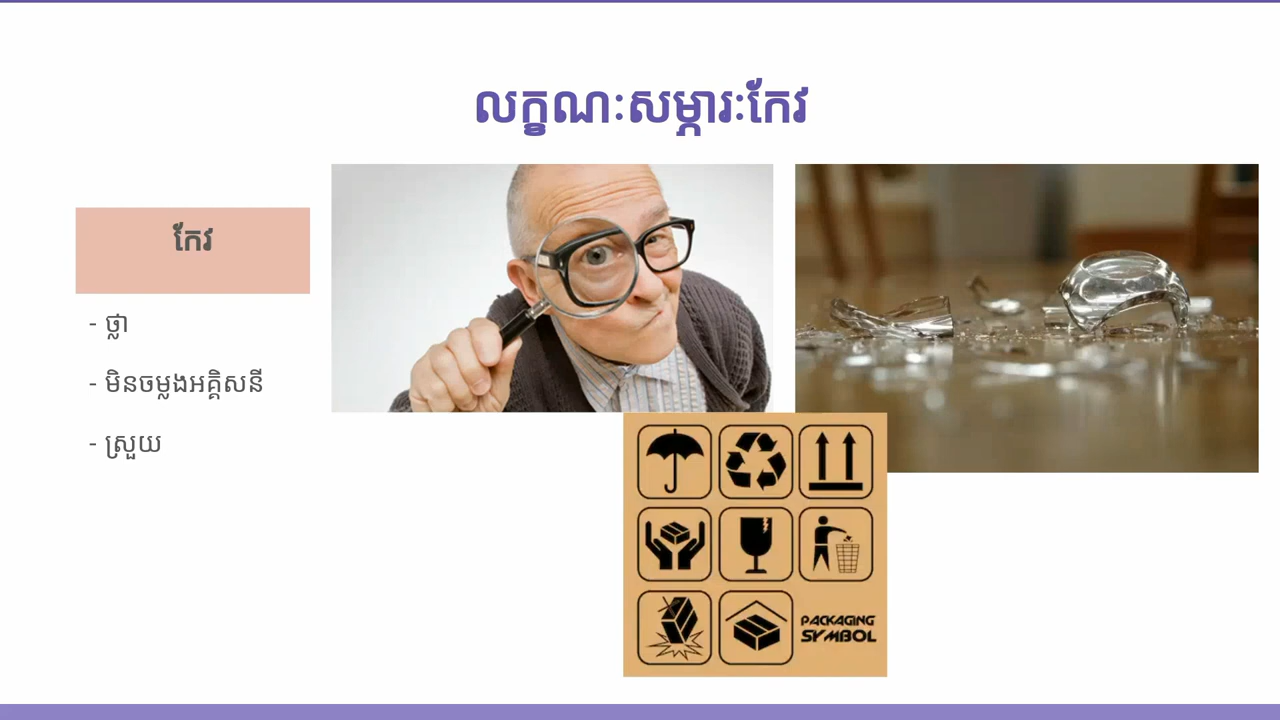 លក្ខណៈសម្ភារៈកែវ
កែវ
- ថ្លា
- មិនចម្លងអគ្គិសនី
- ស្រួយ
PACKAGING
SYMBOL